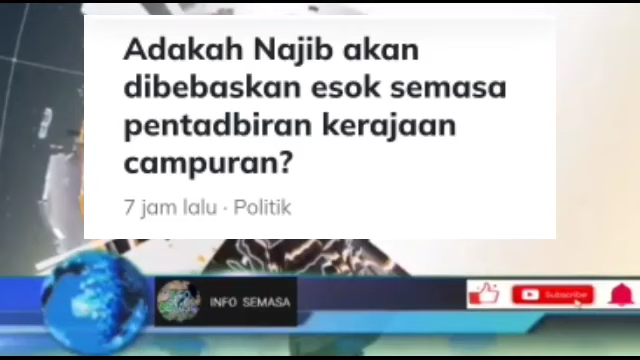 Adakah Najib akan
dibebaskan esok semasa
pentadbiran kerajaan
campuran?
7 jam lalu · Politik
INFO SEMASA
Subscribe